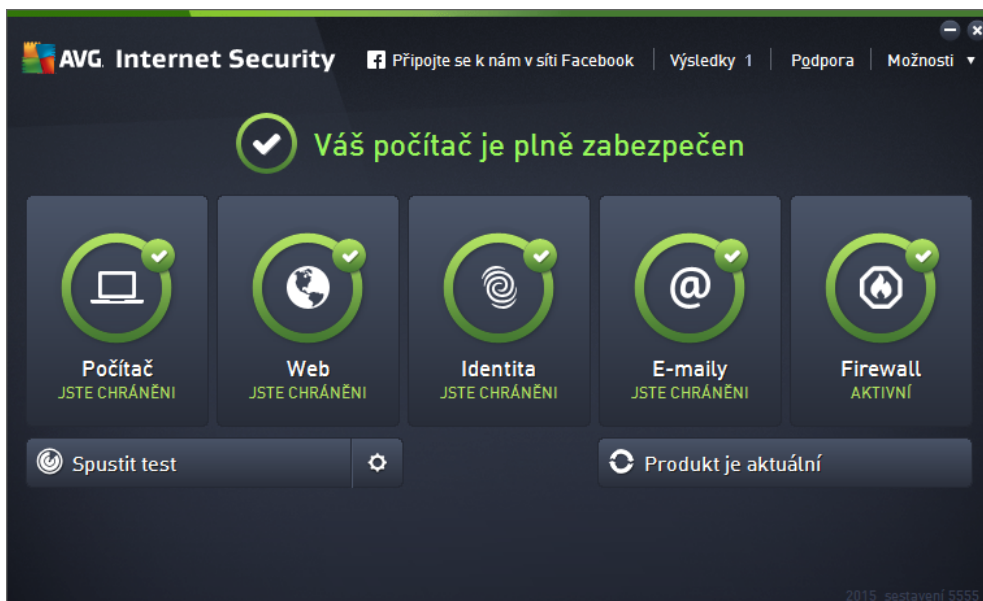 AVG. Internet Security
Připojte se k nám v síti Facebook
Výsledky 1
Podpora
Možnosti
Váš počítač je plně zabezpečen
Počítač
JSTE CHRÁNĚNI
Web
JSTE CHRÁNĚNI
Identita
JSTE CHRÁNĚNI
E-maily
JSTE CHRÁNĚNI
Firewall
AKTIVNÍ
Spustit test
Produkt je aktuální
2015 sestavení 5555